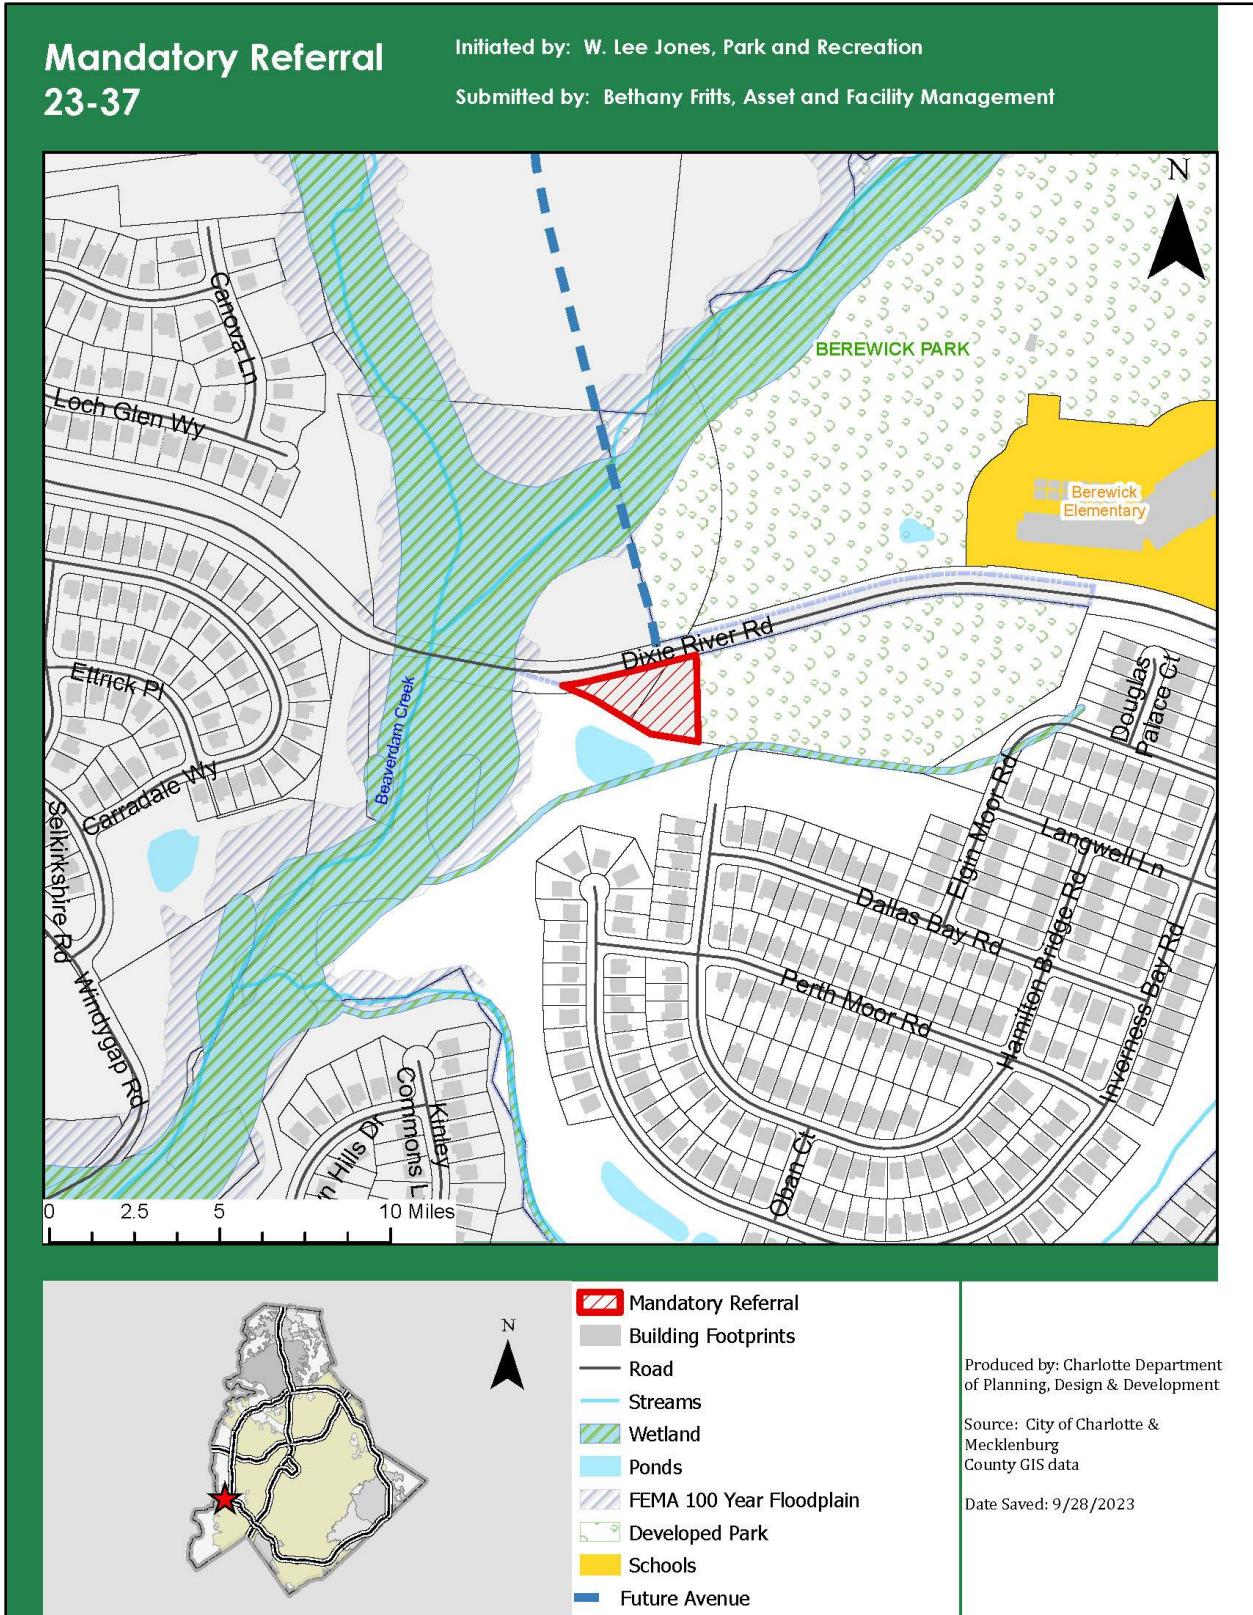 Mandatory Referral
23-37
Initiated by:  W. Lee Jones, Park and Recreation
Submitted by:  Bethany Fritts, Asset and Facility Management
N
Canova Ln
Loch Glen Wy
BEREWICK PARK
Berewick
Elementary
Dixie River Rd
Ettrick Pl
Carradale Wy
Beaverdam Creek
Selkirkshire Rd
Windygap Rd
Douglas
Palace Ct
Elgin Moor Rd
Langwell Ln
Dallas Bay Rd
Hamilton Bridge Rd
Perth Moor Rd
Inverness Bay Rd
Kinley
Commons L
n Hills Dr
Oban Ct
0 2.5 5 10 Miles
N
Mandatory Referral
Building Footprints
Road
Streams
Wetland
Ponds
FEMA 100 Year Floodplain
Developed Park
Schools
Future Avenue
Produced by: Charlotte Department
of Planning, Design & Development
Source:  City of Charlotte &
Mecklenburg
County GIS data
Date Saved: 9/28/2023